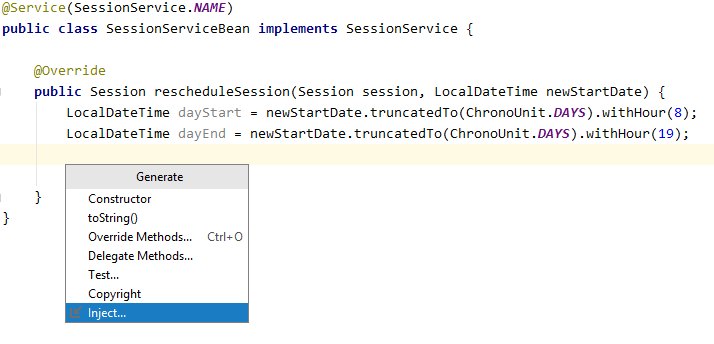 @Service(SessionService.NAME)
public class SessionServiceBean implements SessionService {
@Override
public Session rescheduleSession(Session session, LocalDateTime newStartDate) {
LocalDateTime dayStart = newStartDate.truncatedTo(ChronoUnit.DAYS).withHour(8);
LocalDateTime dayEnd = newStartDate.truncatedTo(ChronoUnit.DAYS).withHour(19);
Generate
Constructor
toString()
Override Methods... Ctrl+O
Delegate Methods...
Test...
Copyright
Inject...
}
}